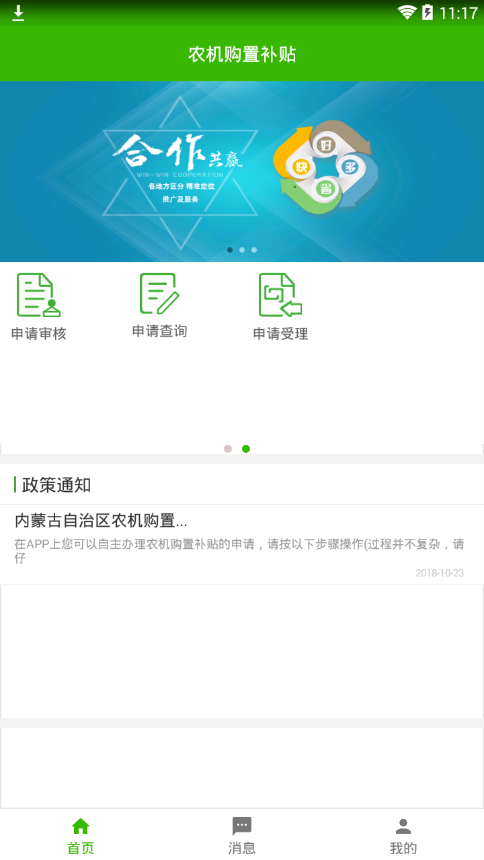 11:17
农机购置补贴
合作共赢
WIN-WIN COOPERATION
各地方区分 精准定位
推广及服务
好
快
多
省
申请审核
申请查询
申请受理
政策通知
内蒙古自治区农机购置...
在APP上您可以自主办理农机购置补贴的申请，请按以下步骤操作(过程并不复杂，请
仔
2018-10-23
首页
消息
我的